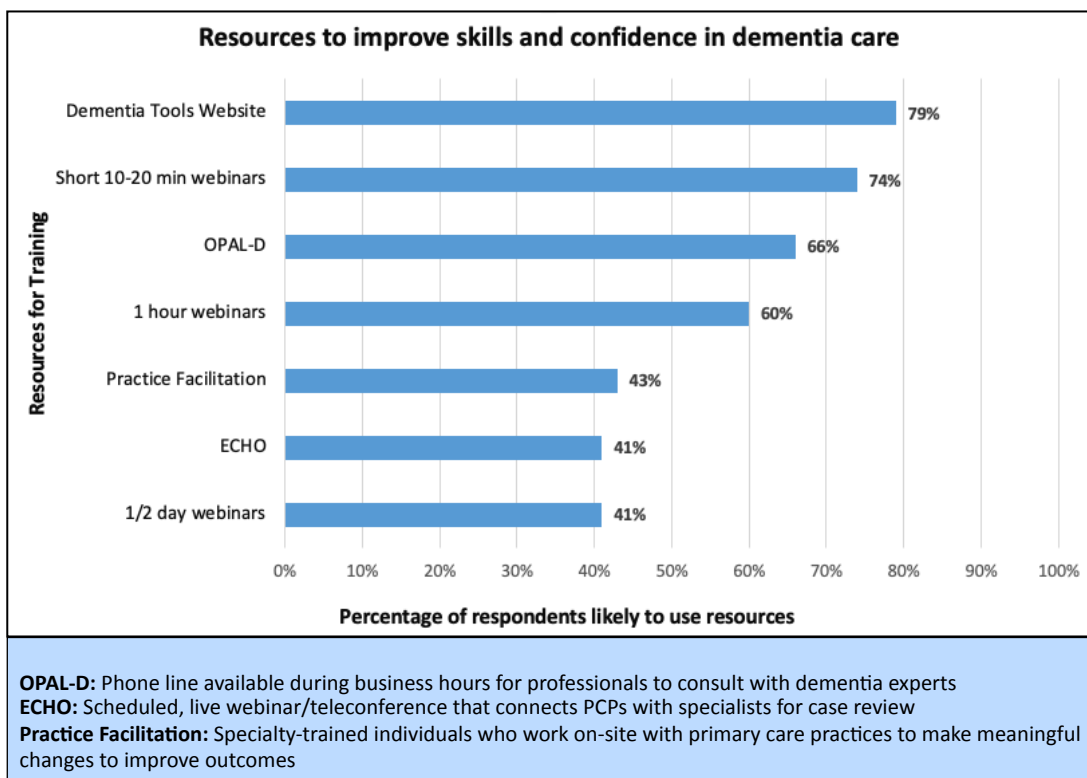 Resources to improve skills and confidence in dementia care
Resources for Training
Dementia Tools Website
79%
Short 10-20 min webinars
74%
OPAL-D
66%
1 hour webinars
60%
Practice Facilitation
43%
ECHO
41%
1/2 day webinars
41%
0% 10% 20% 30% 40% 50% 60% 70% 80% 90% 100%
Percentage of respondents likely to use resources
OPAL-D: Phone line available during business hours for professionals to consult with dementia experts
ECHO: Scheduled, live webinar/teleconference that connects PCPs with specialists for case review
Practice Facilitation: Specialty-trained individuals who work on-site with primary care practices to make meaningful
changes to improve outcomes